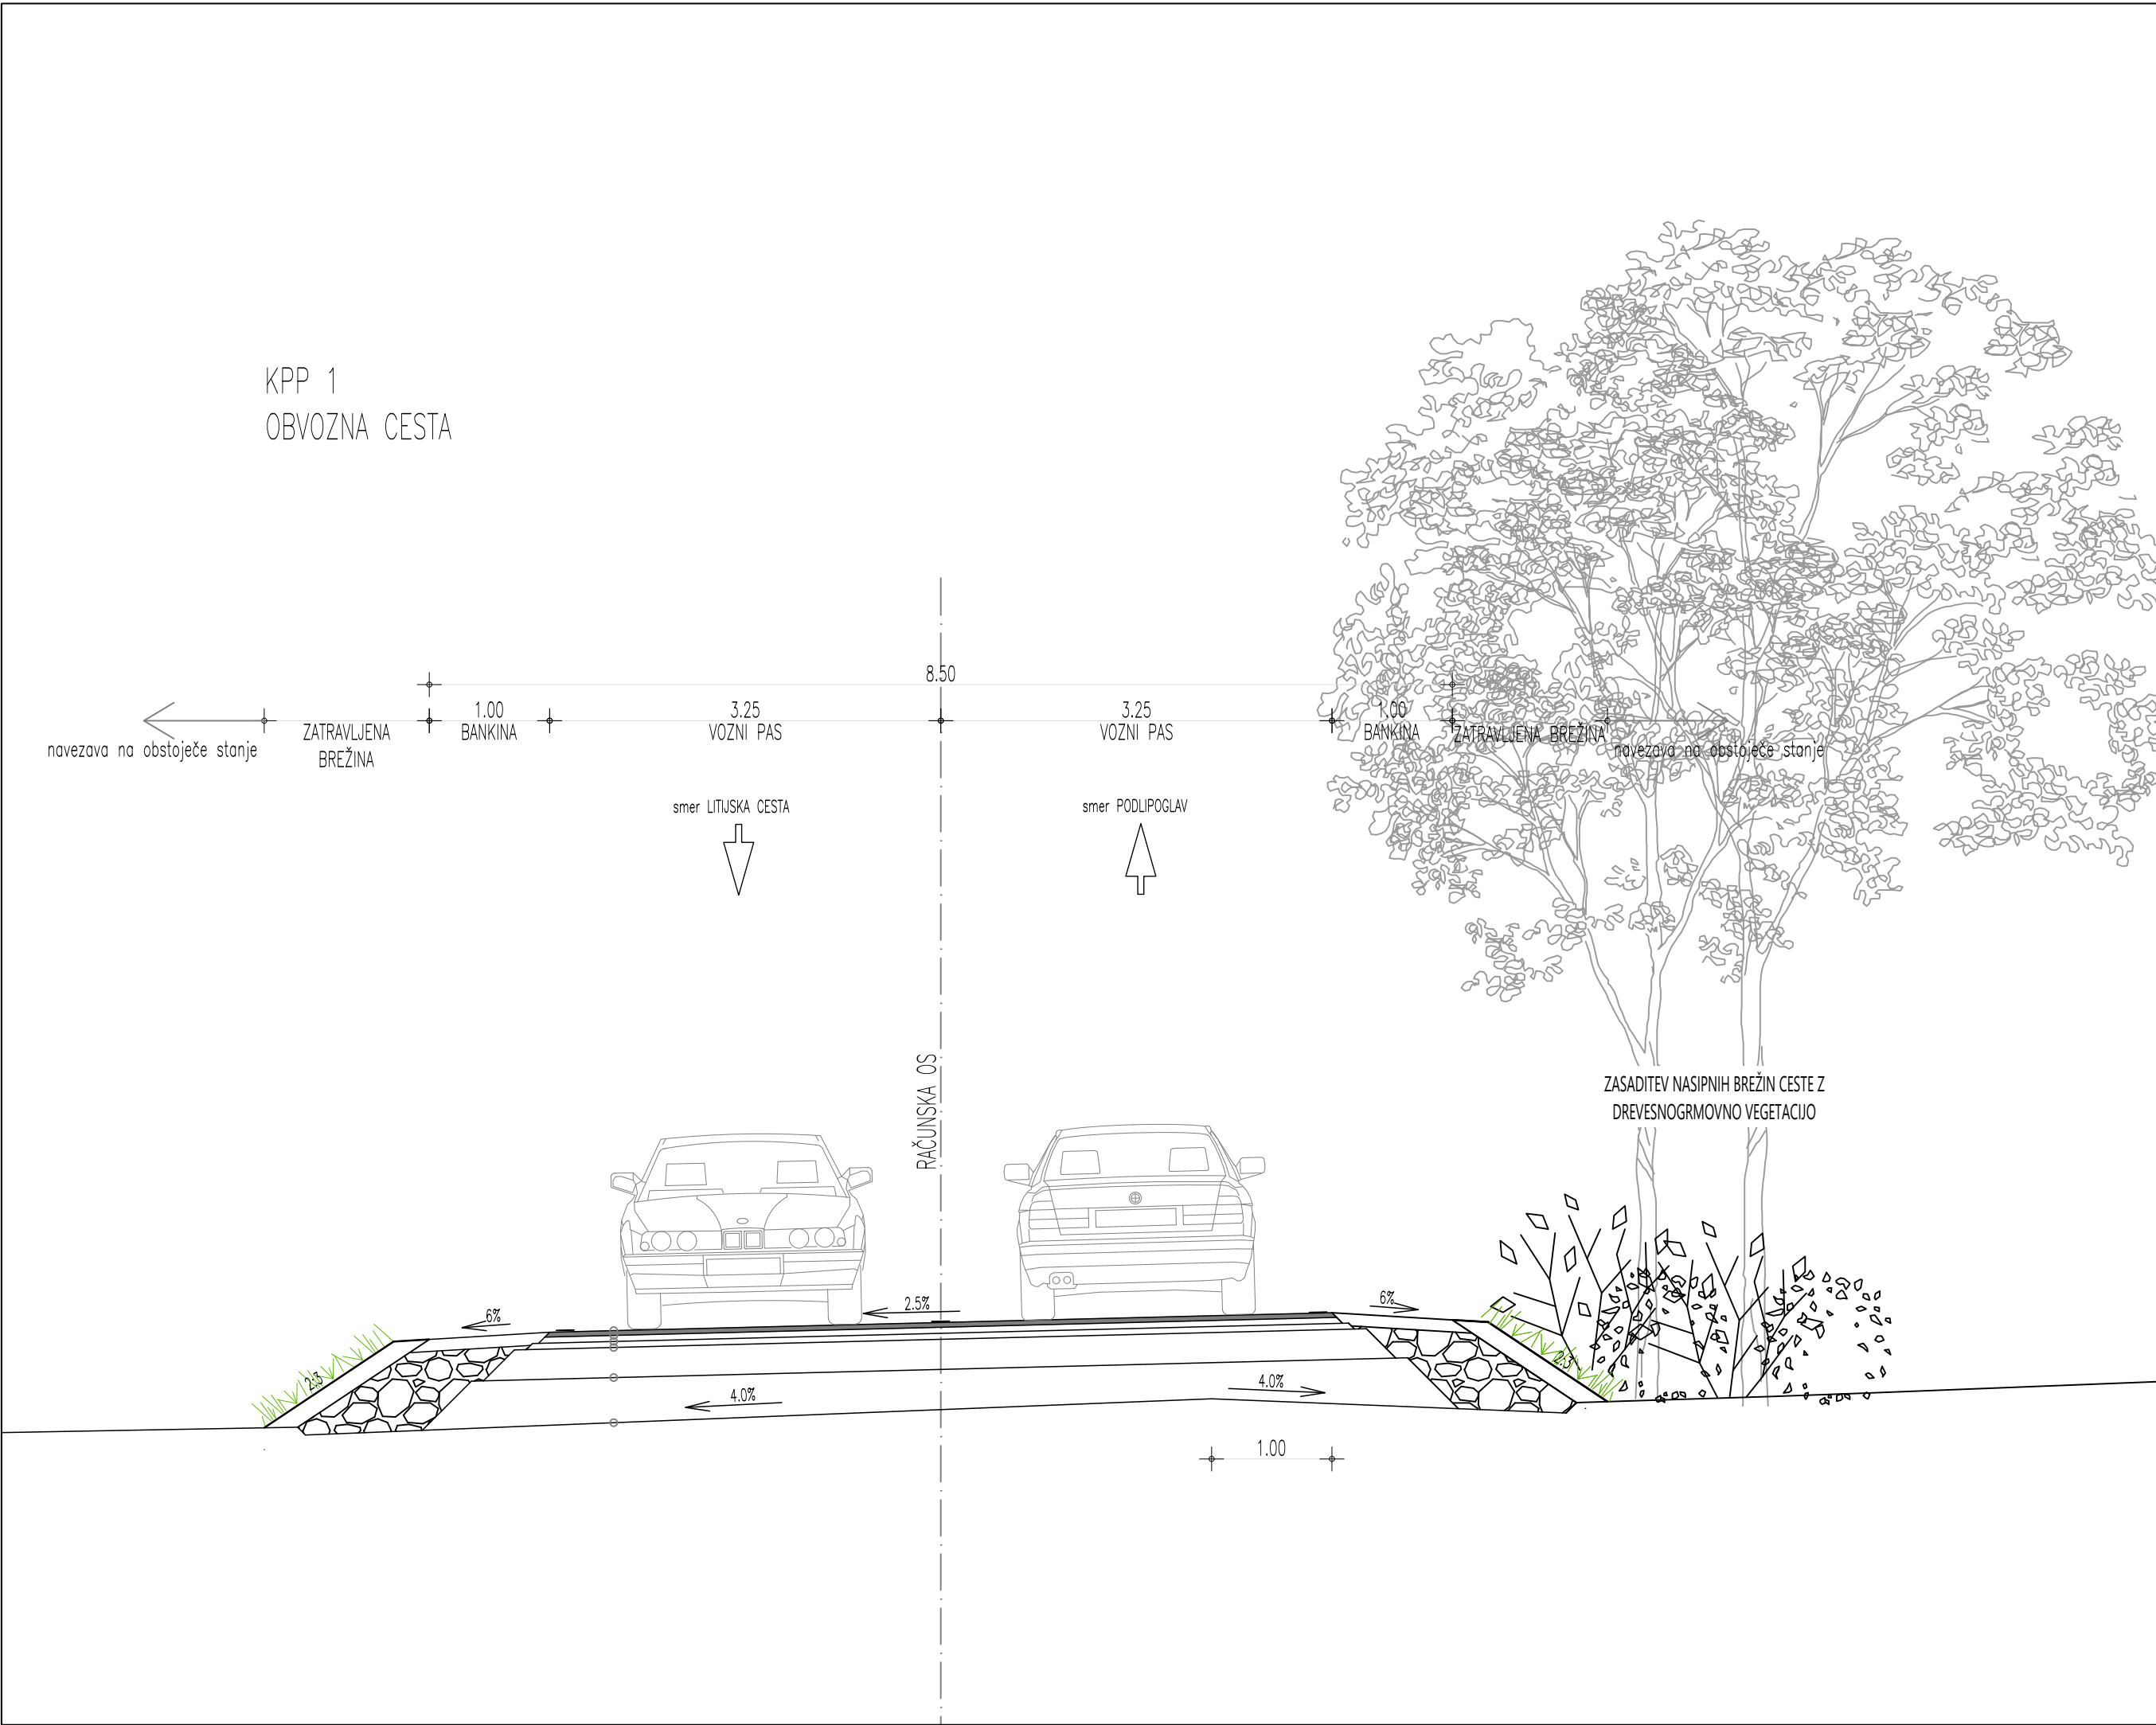 KPP 1
OBVOZNA CESTA
8.50
1.00
3.25
3.25
1.00
ZATRAVLJENA
BREŽINA
BANKINA
VOZNI PAS
VOZNI PAS
BANKINA
ZATRAVLJENA BREŽINA
navezava na obstoječe stanje
navezava na obstoječe stanje
smer LITIJSKA CESTA
smer PODLIPOGLAV
RAČUNSKA OS
ZASADITEV NASIPNIH BREŽIN CESTE Z
DREVESNOGRMOVNO VEGETACIJO
6%
2.5%
6%
2:3
2:3
4.0%
4.0%
1.00